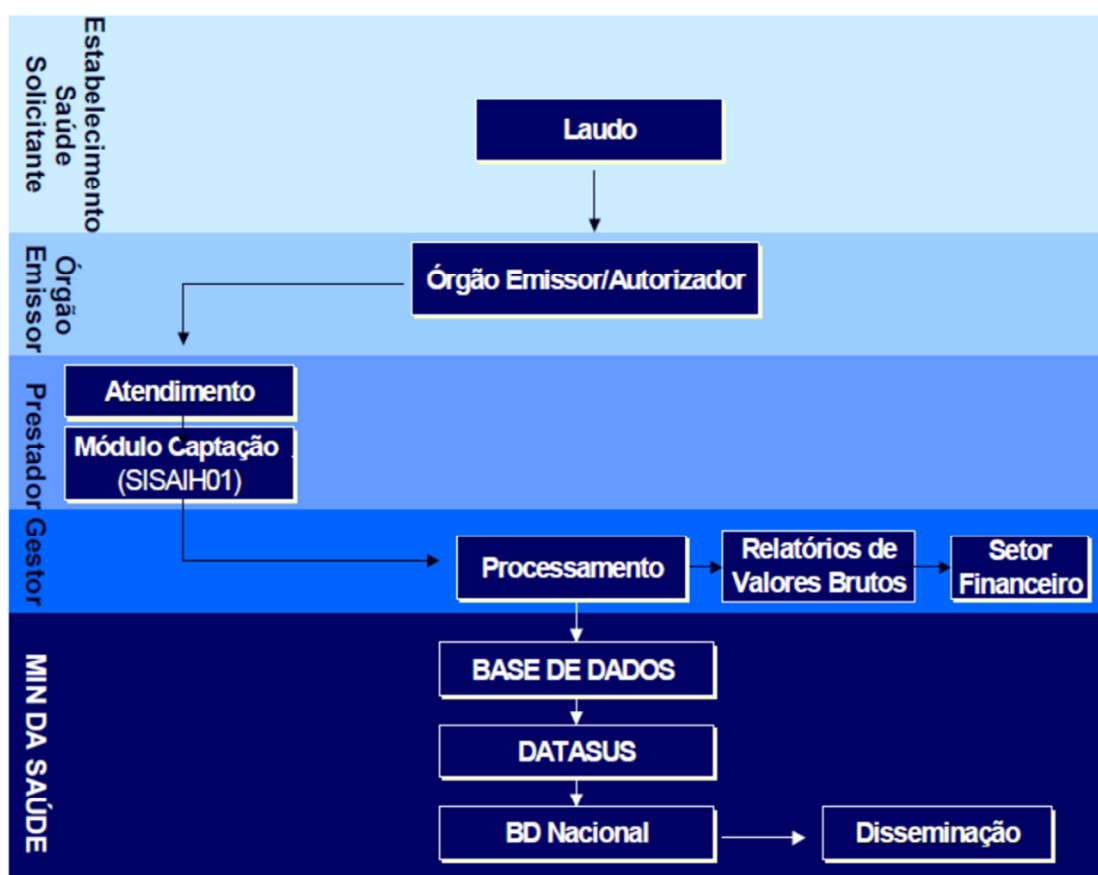 Estabelecimento
Saúde
Solicitante
Laudo
Órgão
Emissor
Órgão Emissor/Autorizador
Prestador
Atendimento
Módulo Captação
(SISAIH01)
Gestor
Processamento
Relatórios de
Valores Brutos
Setor
Financeiro
MIN DA SAÚDE
BASE DE DADOS
DATASUS
BD Nacional
Disseminação